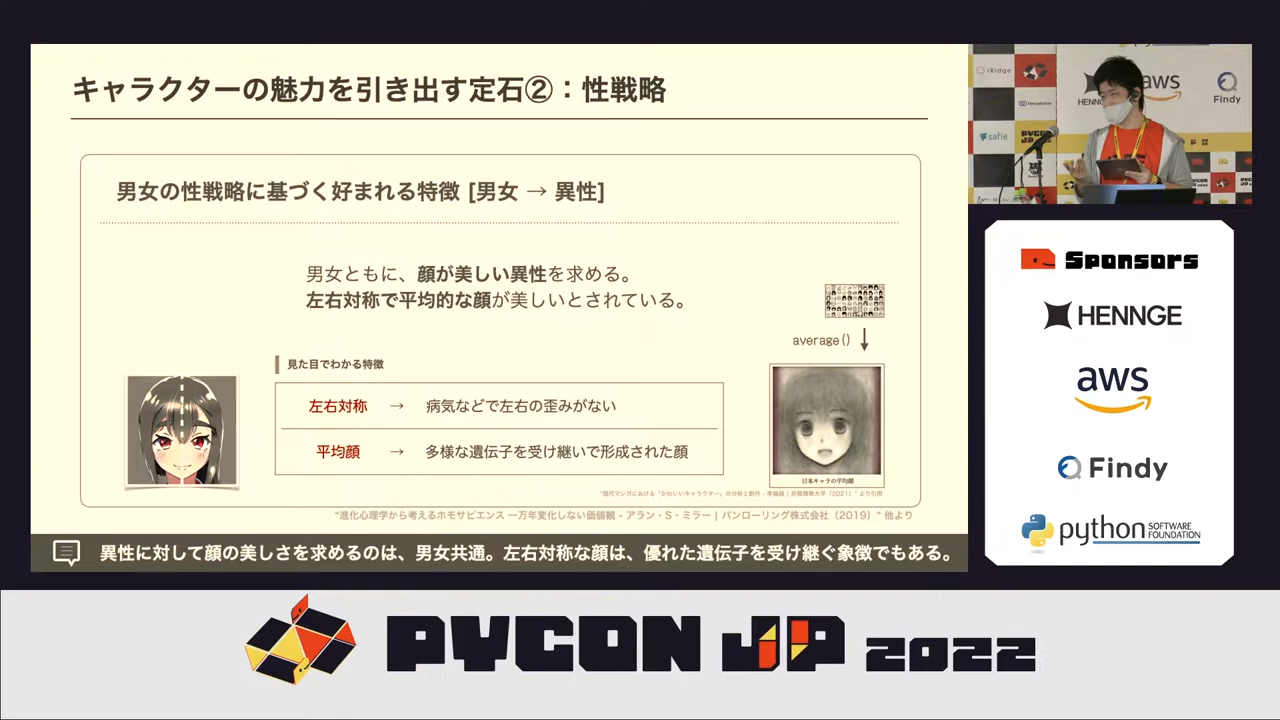 キャラクターの魅力を引き出す定石②：性戦略
男女の性戦略に基づく好まれる特徴 [男女 → 異性]
男女ともに、顔が美しい異性を求める。
左右対称で平均的な顔が美しいとされている。
average()
見た目でわかる特徴
左右対称 → 病気などで左右の歪みがない
平均顔 → 多様な遺伝子を受け継いで形成された顔
日本キャラの平均顔
"進化心理学から考えるホモサピエンス 一万年変化しない価値観 - アラン・S・ミラー | パンローリング株式会社（2019）" 他より
異性に対して顔の美しさを求めるのは、男女共通。左右対称な顔は、優れた遺伝子を受け継ぐ象徴でもある。
iRidge
safie
HENNGE
aws
Findy
Sponsors
HENNGE
aws
Findy
python SOFTWARE FOUNDATION
PYCON JP 2022